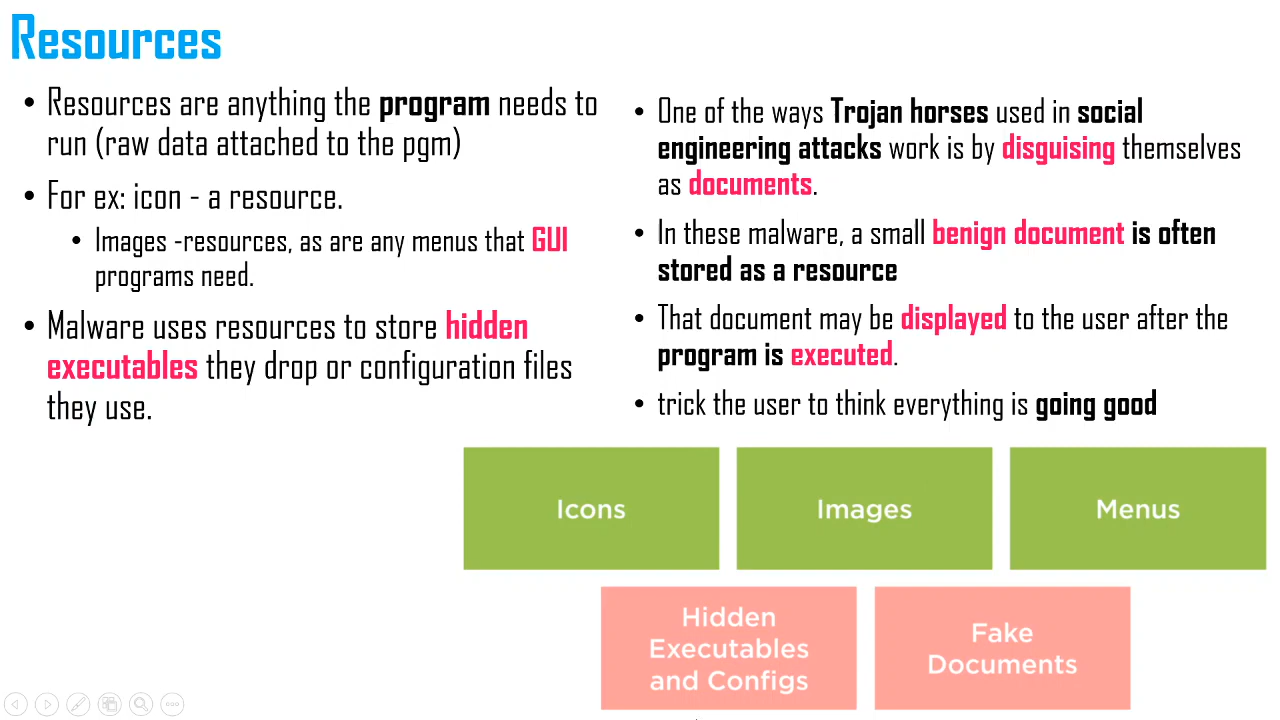 Resources
• Resources are anything the program needs to
run (raw data attached to the pgm)
• For ex: icon - a resource.
• Images -resources, as are any menus that GUI
programs need.
• Malware uses resources to store hidden
executables they drop or configuration files
they use.
• One of the ways Trojan horses used in social
engineering attacks work is by disguising themselves
as documents.
• In these malware, a small benign document is often
stored as a resource
• That document may be displayed to the user after the
program is executed.
• trick the user to think everything is going good
Icons
Images
Menus
Hidden
Executables
and Configs
Fake
Documents